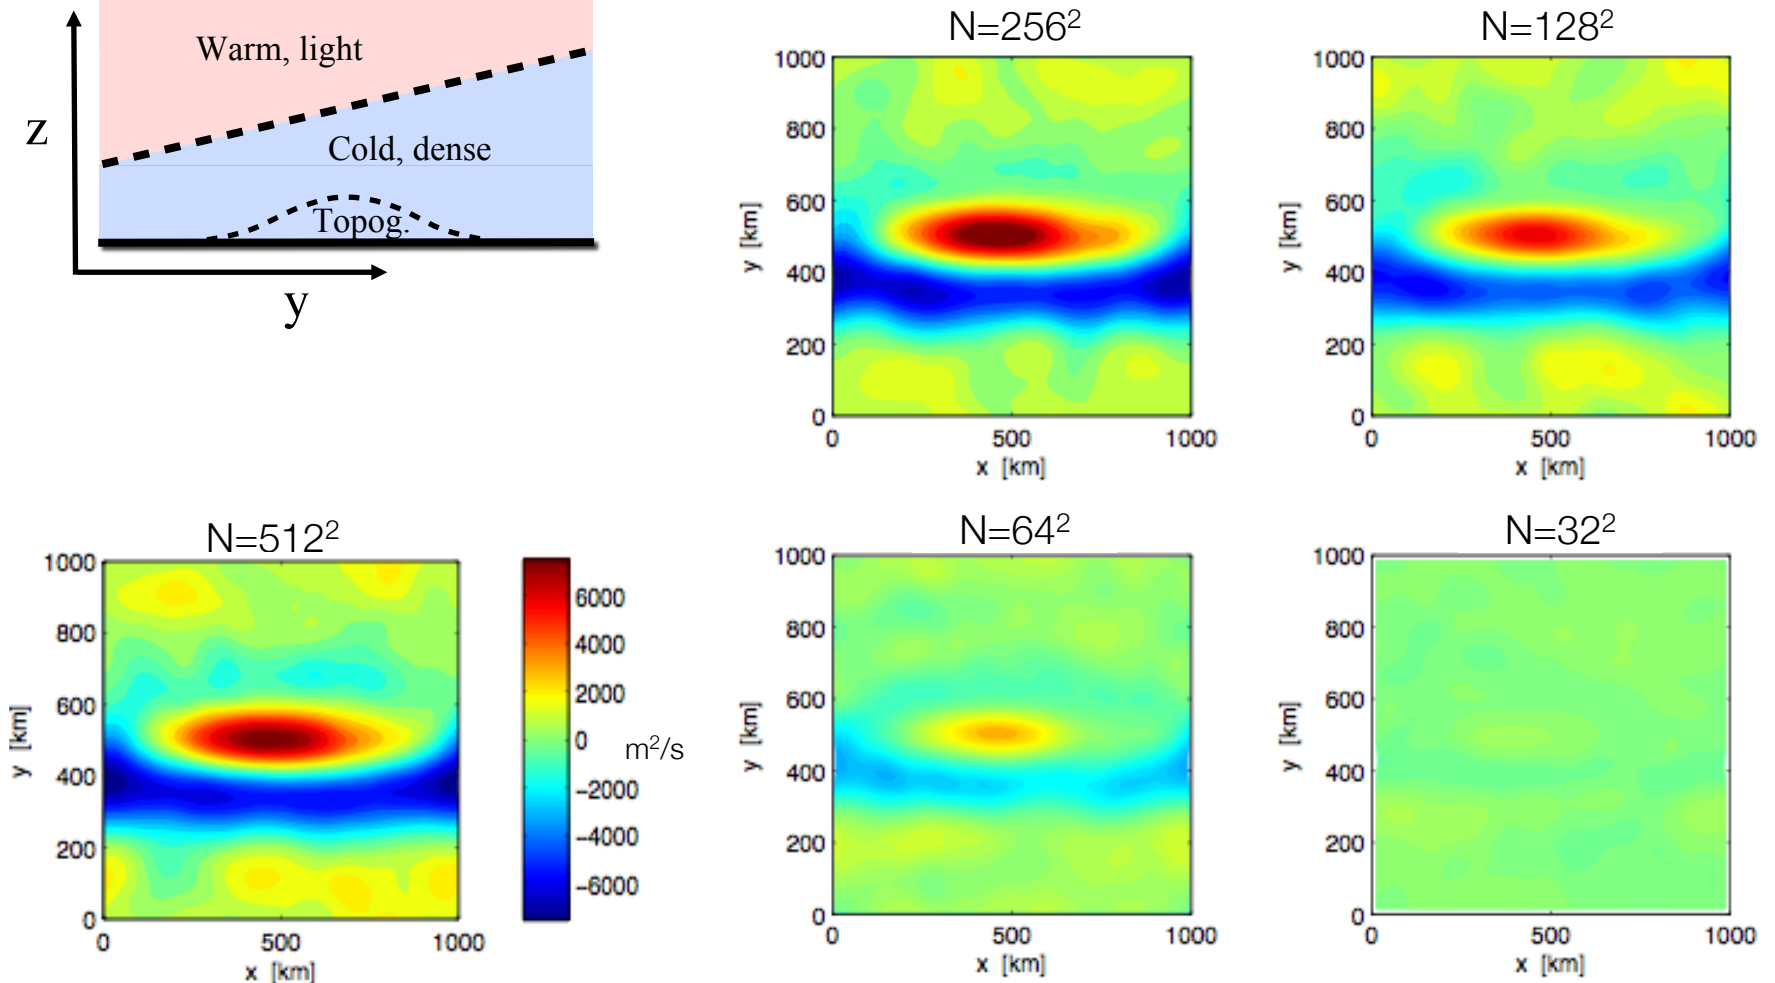 z
Warm, light
Cold, dense
Topog.
y
N=256²
1000
800
600
400
200
0
y [km]
0 500 1000
x [km]
N=128²
1000
800
600
400
200
0
y [km]
0 500 1000
x [km]
N=512²
1000
800
600
400
200
0
y [km]
0 500 1000
x [km]
6000
4000
2000
0
−2000
−4000
−6000
m²/s
N=64²
1000
800
600
400
200
0
y [km]
0 500 1000
x [km]
N=32²
1000
800
600
400
200
0
y [km]
0 500 1000
x [km]